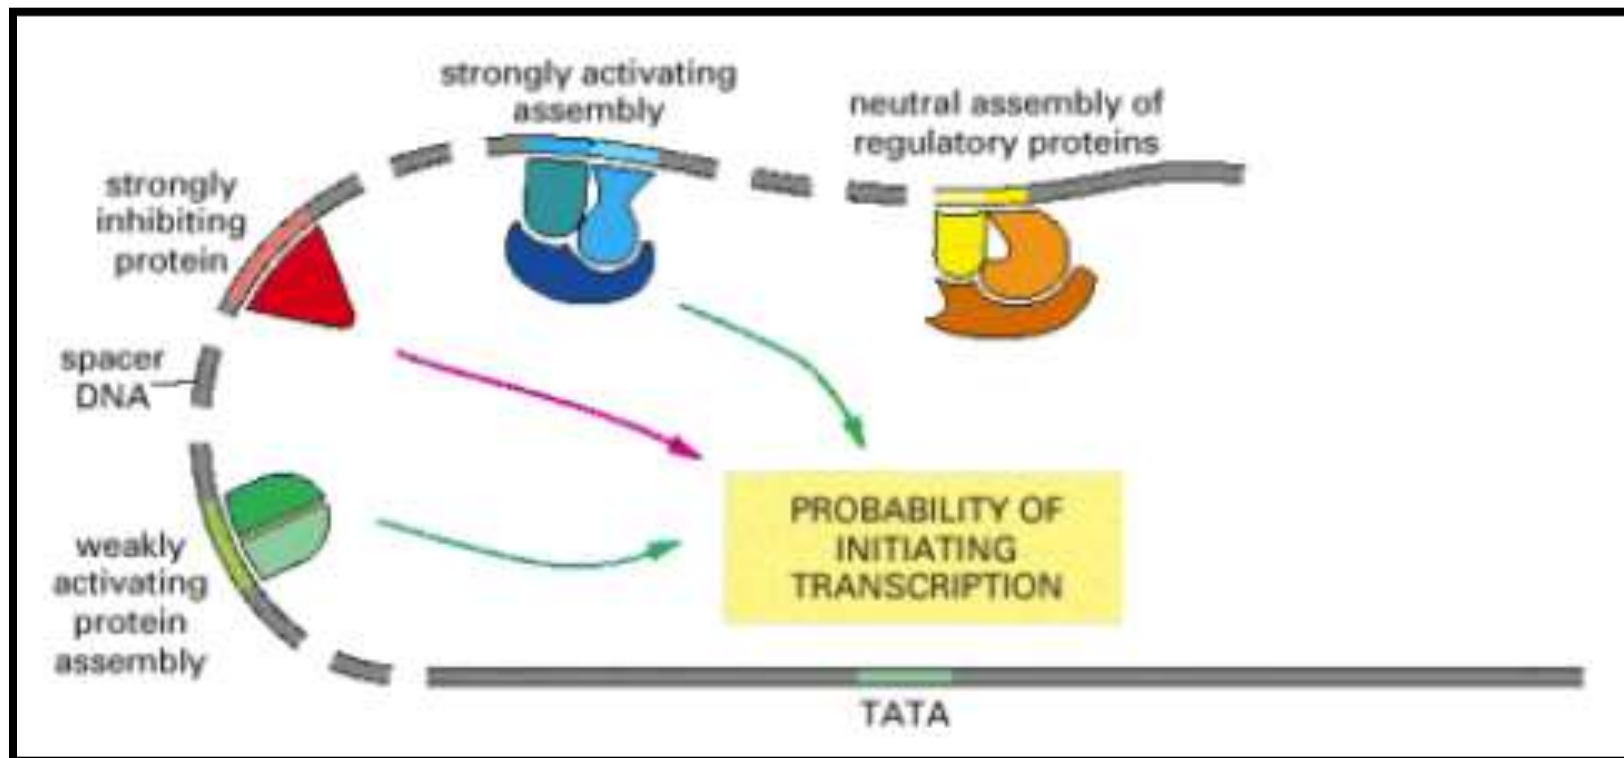 strongly activating
assembly
neutral assembly of
regulatory proteins
strongly
inhibiting
protein
spacer
DNA
weakly
activating
protein
assembly
PROBABILITY OF
INITIATING
TRANSCRIPTION
TATA